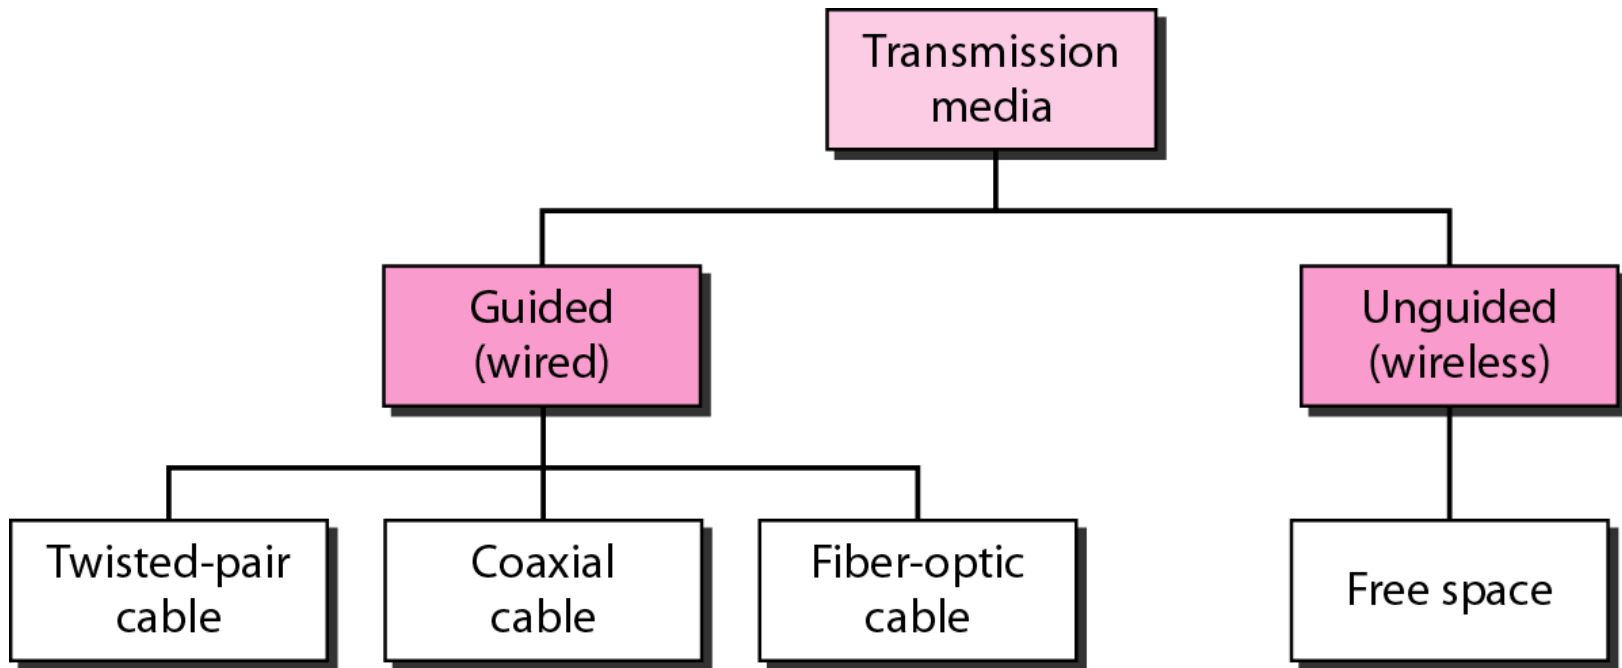 Transmission
media
Guided
(wired)
Unguided
(wireless)
Twisted-pair
cable
Coaxial
cable
Fiber-optic
cable
Free space